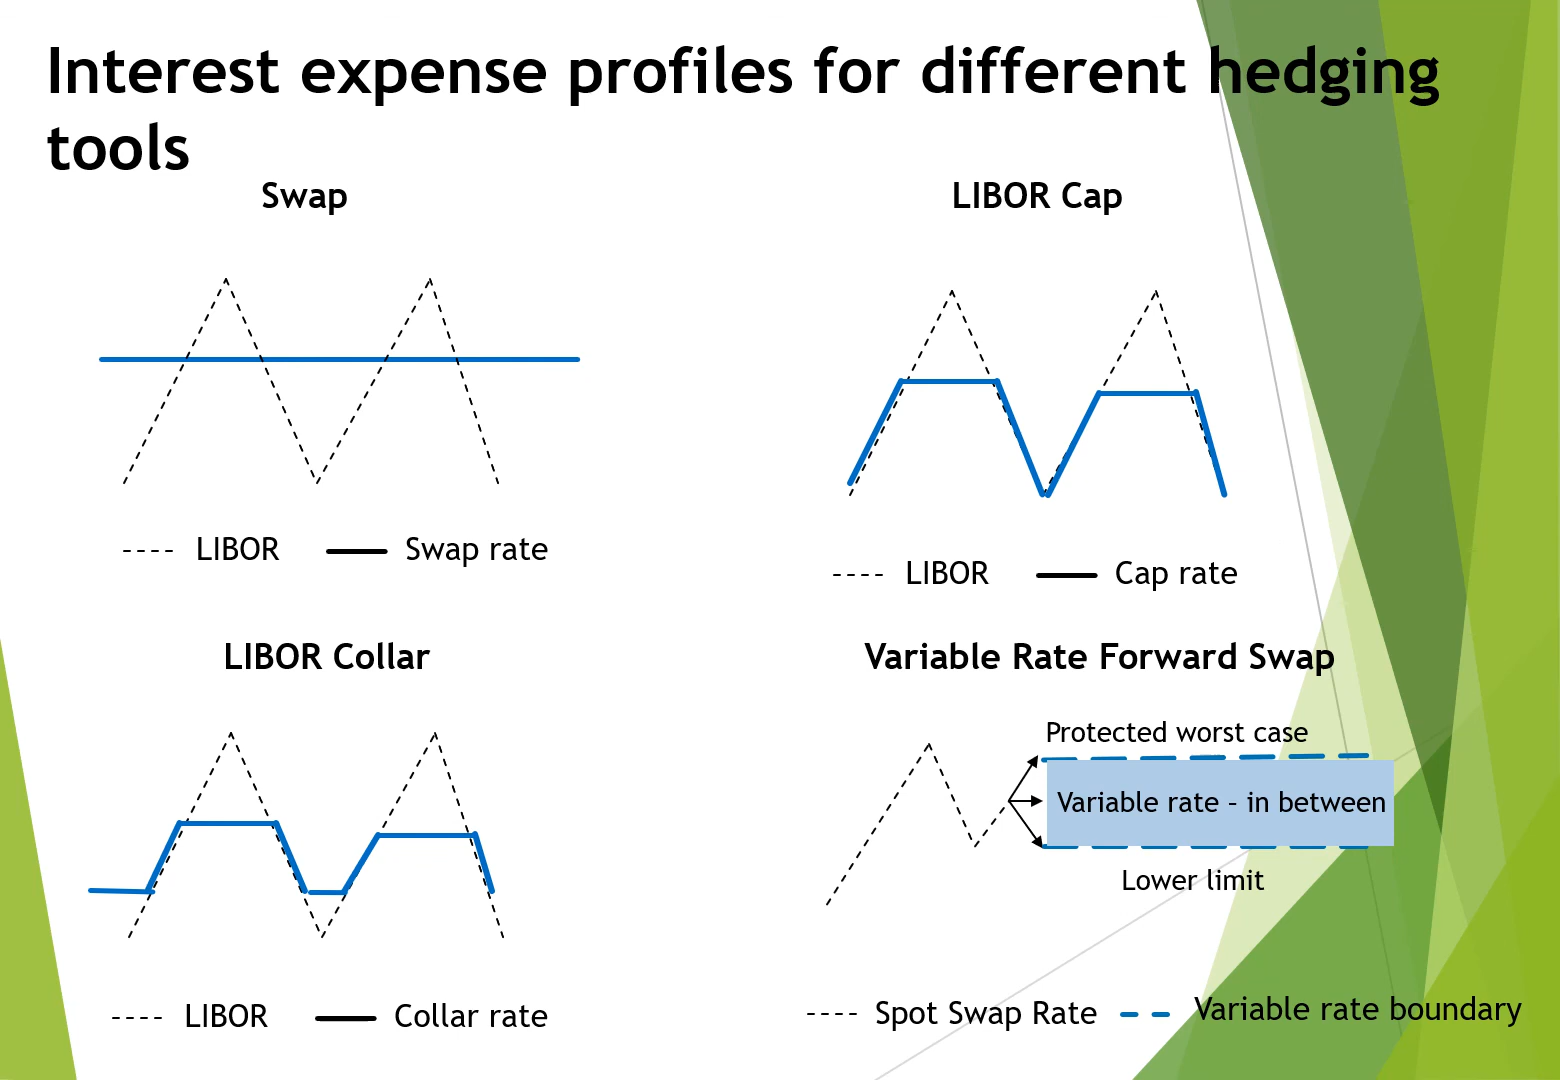 Interest expense profiles for different hedging
tools
Swap
LIBOR Cap
LIBOR
Swap rate
LIBOR
Cap rate
LIBOR Collar
Variable Rate Forward Swap
Protected worst case
Variable rate – in between
Lower limit
LIBOR
Collar rate
Spot Swap Rate
Variable rate boundary